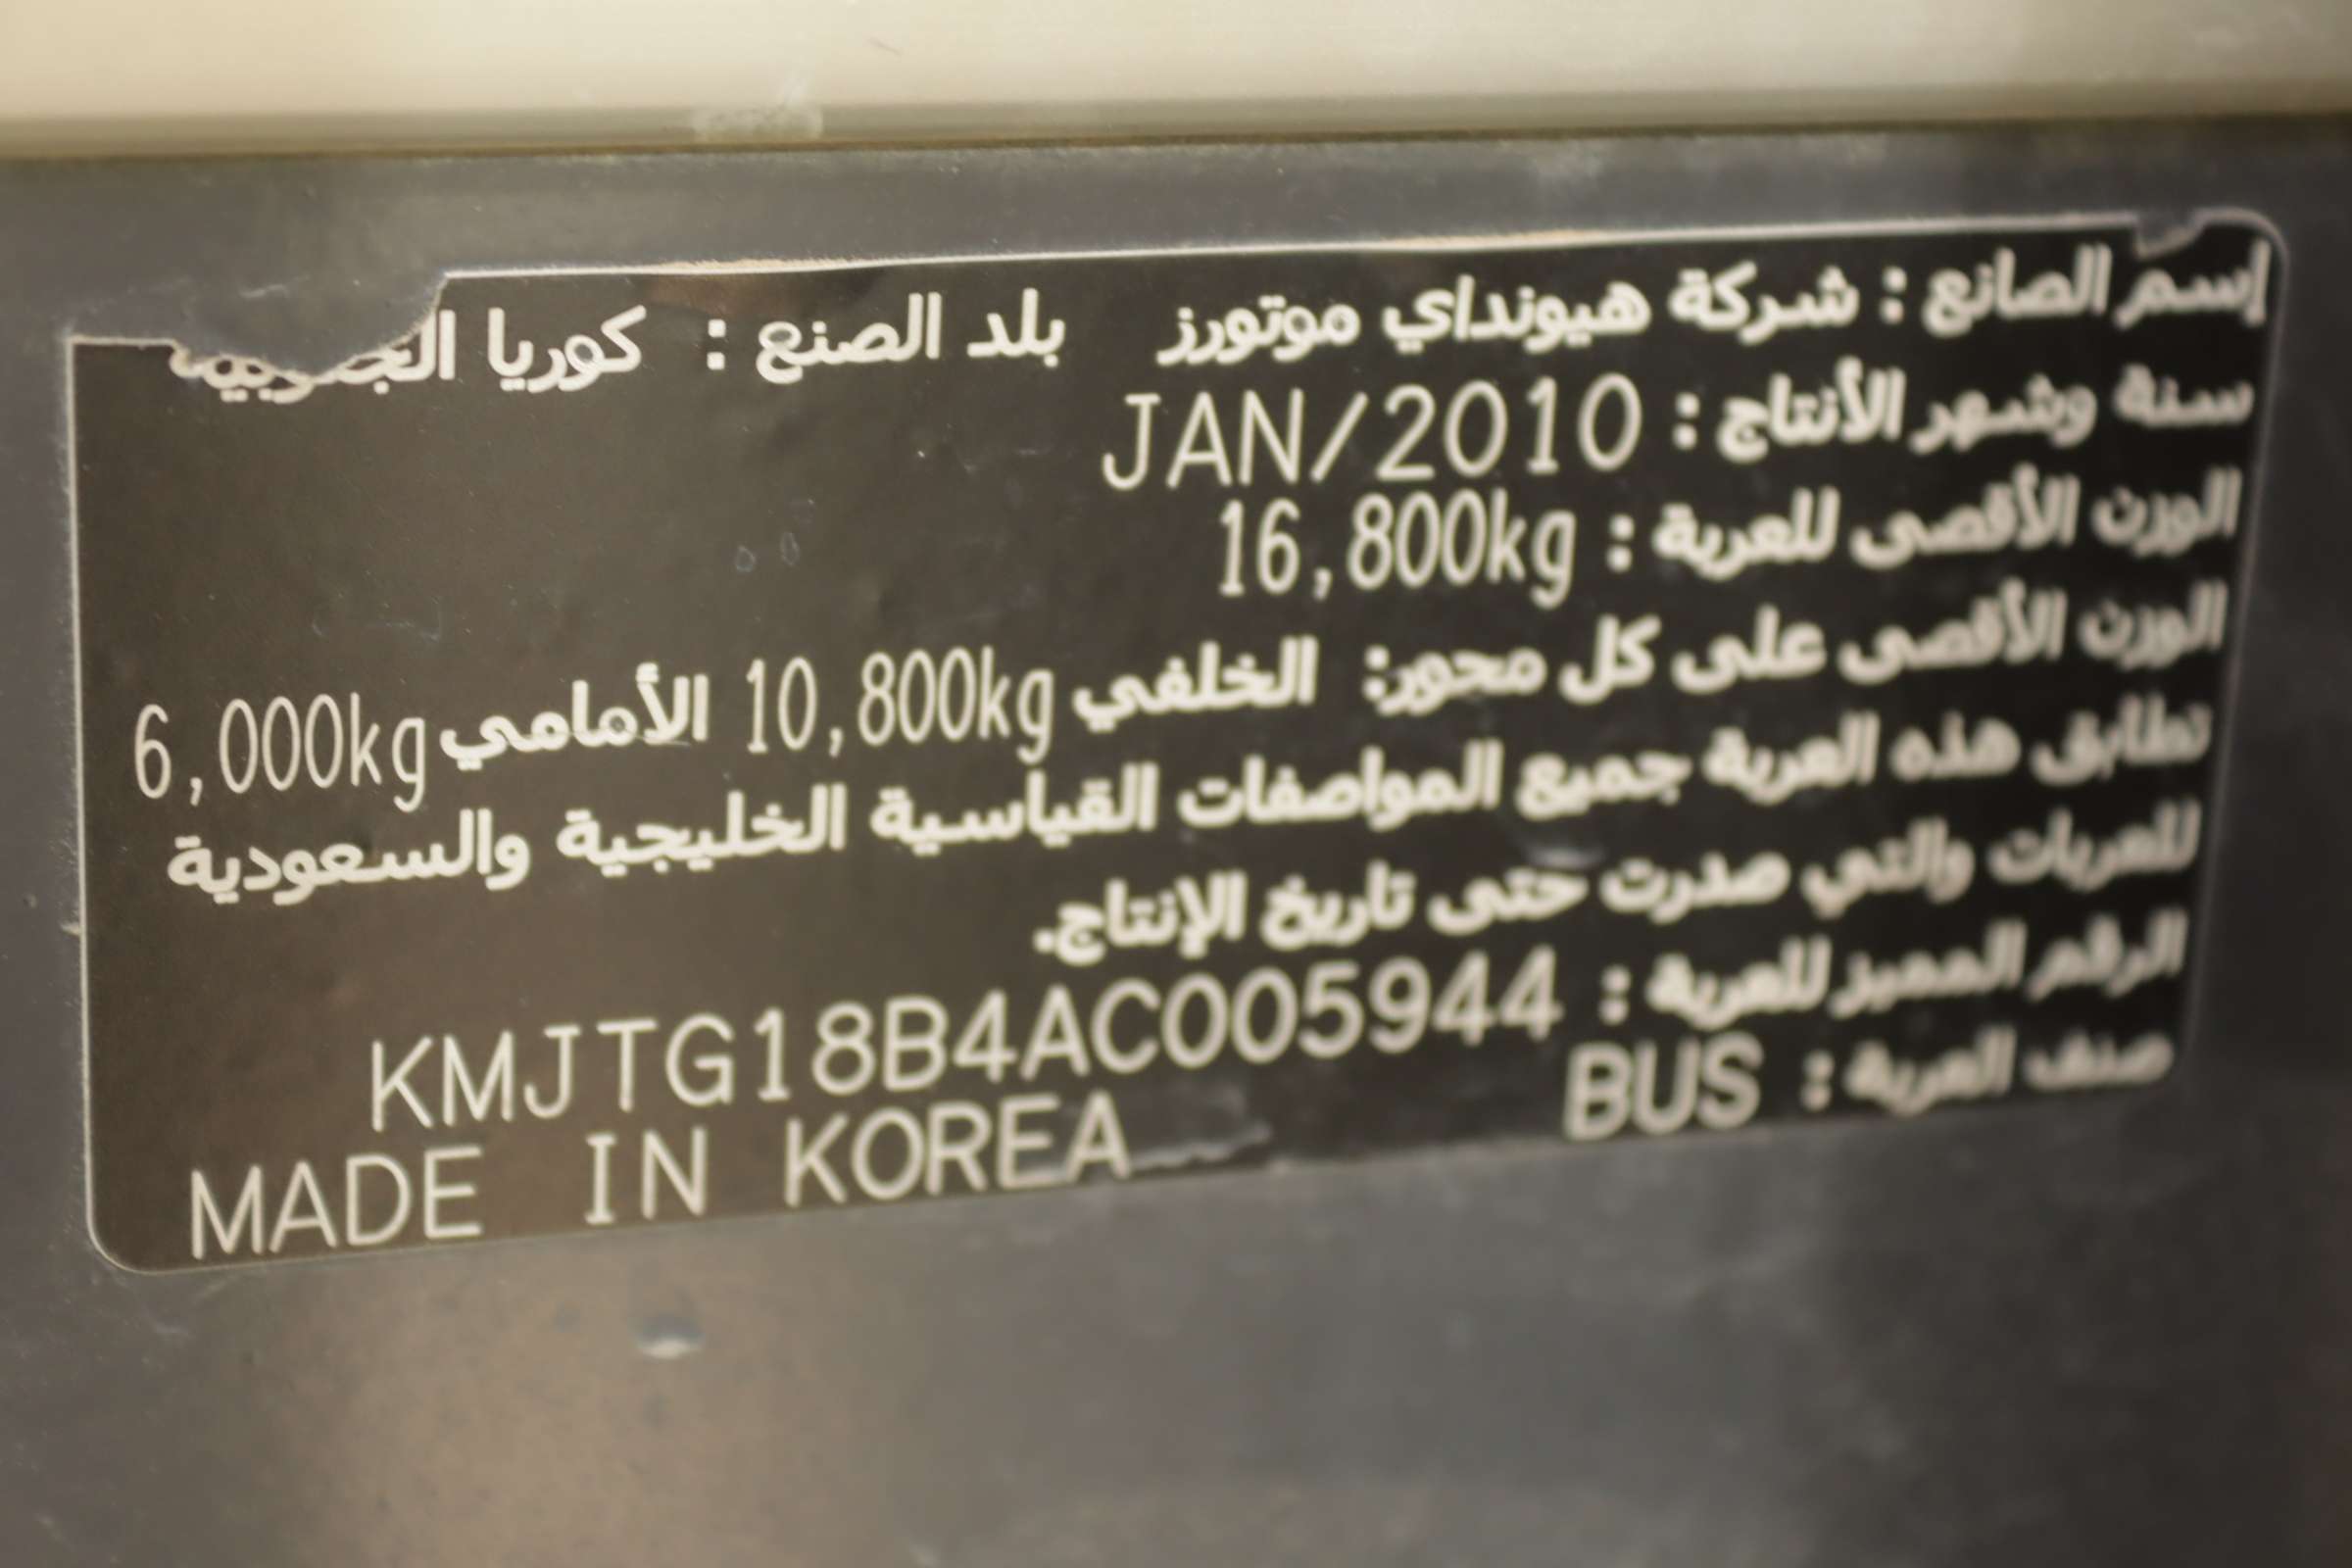 إسم الصانع : شركة هيونداي موتورز بلد الصنع : كوريا الجنوبية
سنة وشهر الأنتاج : JAN/2010
الوزن الأقصى للعربة : 16,800kg
الوزن الأقصى على كل محور: الخلفي 10,800kg الأمامي 6,000kg
تطابق هذه العربة جميع المواصفات القياسية الخليجية والسعودية
للعربات والتي صدرت حتى تاريخ الإنتاج.
الرقم المميز للعربة : KMJTG18B4AC005944
صنف العربة : BUS MADE IN KOREA